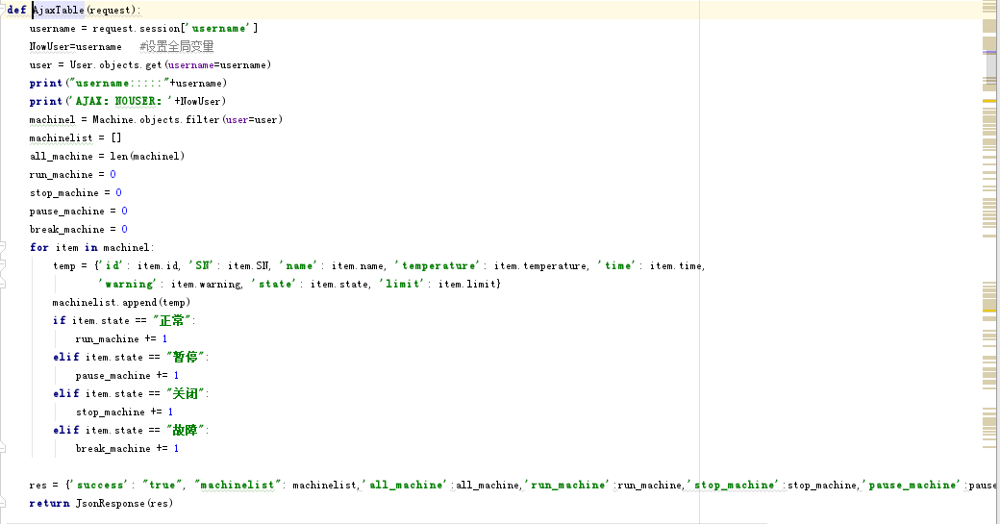 def AjaxTable(request):
    username = request.session['username']
    NowUser=username   #设置全局变量
    user = User.objects.get(username=username)
    print("username:::::"+username)
    print('AJAX: NOUSER: '+NowUser)
    machinel = Machine.objects.filter(user=user)
    machinelist = []
    all_machine = len(machinel)
    run_machine = 0
    stop_machine = 0
    pause_machine = 0
    break_machine = 0
    for item in machinel:
        temp = {'id': item.id, 'SN': item.SN, 'name': item.name, 'temperature': item.temperature, 'time': item.time,
                'warning': item.warning, 'state': item.state, 'limit': item.limit}
        machinelist.append(temp)
        if item.state == "正常":
            run_machine += 1
        elif item.state == "暂停":
            pause_machine += 1
        elif item.state == "关闭":
            stop_machine += 1
        elif item.state == "故障":
            break_machine += 1
    res = {'success': "true", "machinelist": machinelist,'all_machine':all_machine,'run_machine':run_machine,'stop_machine':stop_machine,'pause_machine':pause
    return JsonResponse(res)